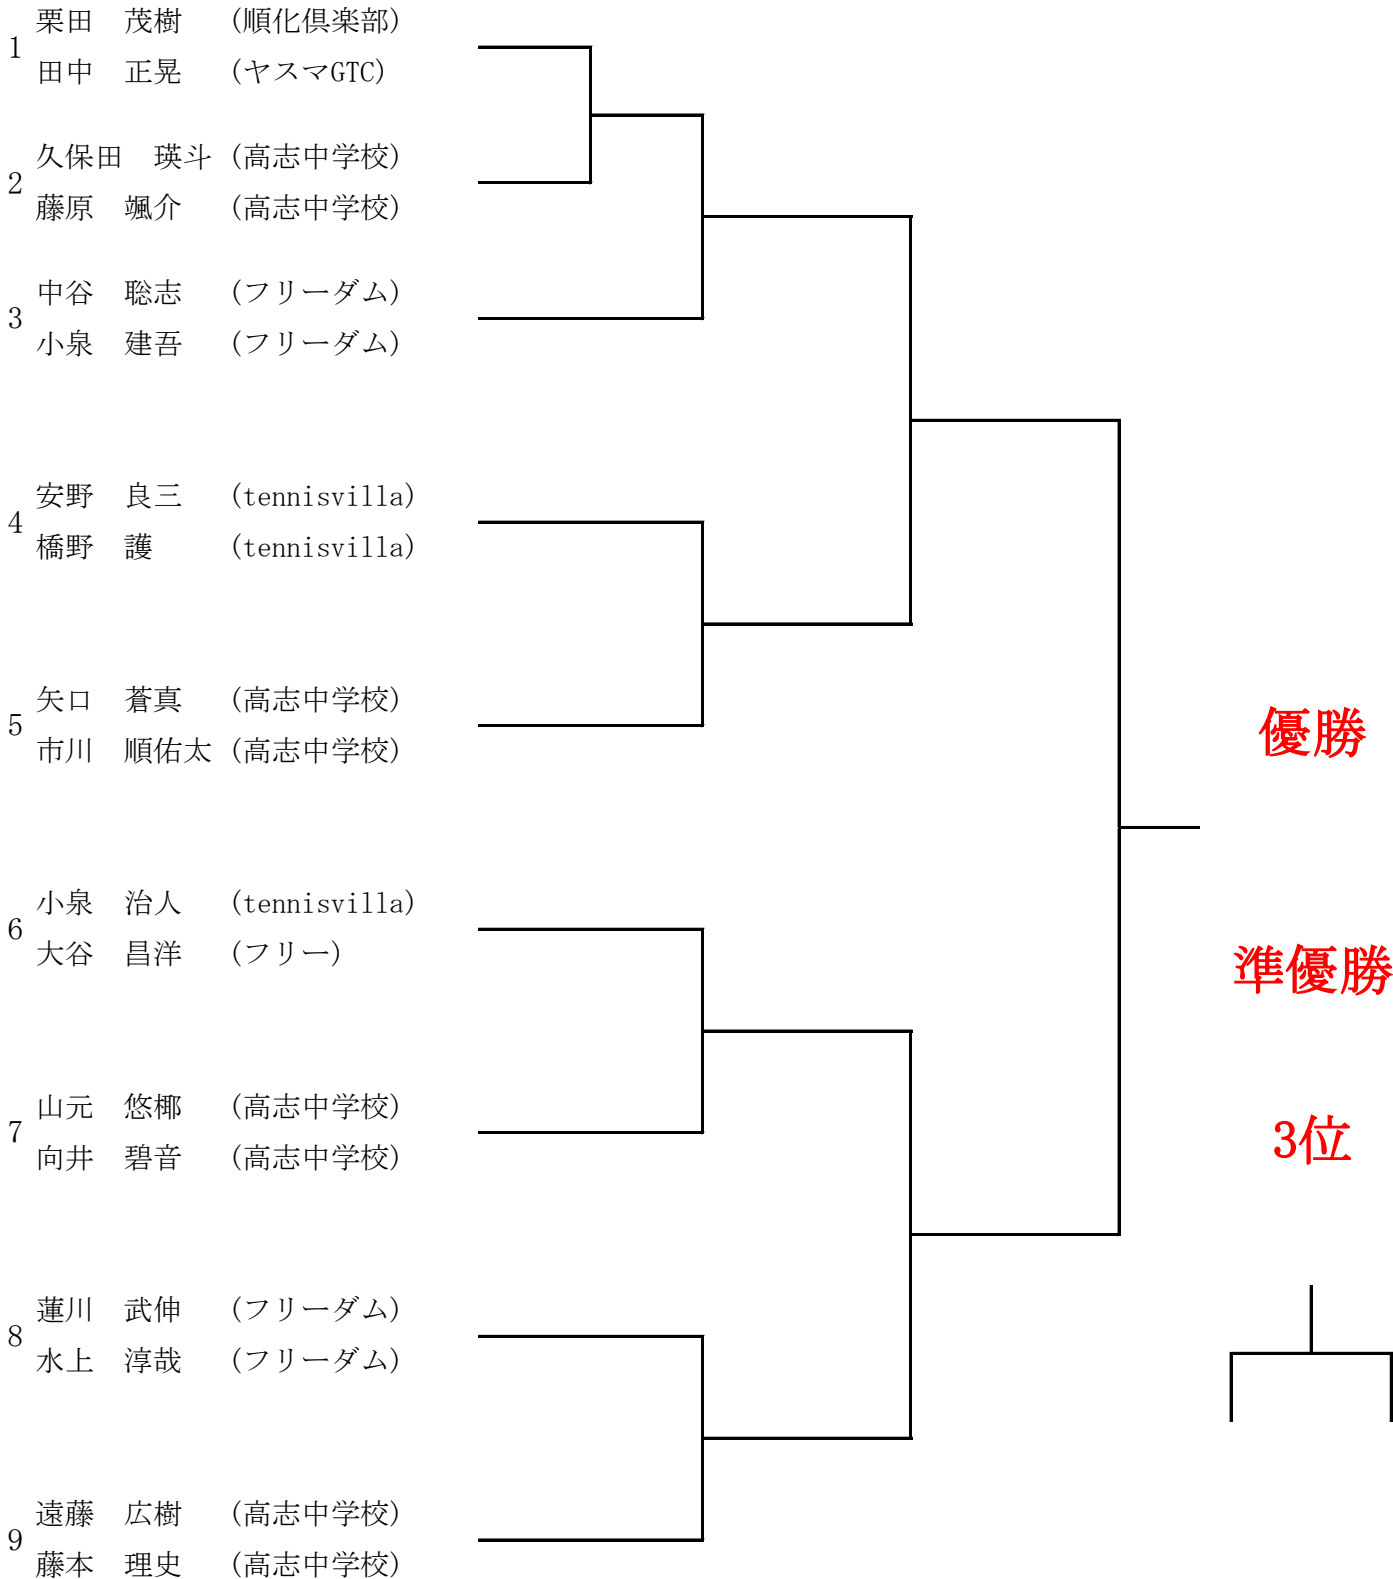 栗田　茂樹　(順化倶楽部)
1
田中　正晃　(ヤスマGTC)
久保田　瑛斗　(高志中学校)
2
藤原　颯介　(高志中学校)
中谷　聡志　(フリーダム)
3
小泉　建吾　(フリーダム)
安野　良三　(tennisvilla)
4
橋野　護　(tennisvilla)
矢口　蒼真　(高志中学校)
5
市川　順佑太　(高志中学校)
優勝
小泉　治人　(tennisvilla)
6
大谷　昌洋　(フリー)
準優勝
山元　悠椰　(高志中学校)
7
向井　碧音　(高志中学校)
3位
蓮川　武伸　(フリーダム)
8
水上　淳哉　(フリーダム)
遠藤　広樹　(高志中学校)
9
藤本　理史　(高志中学校)